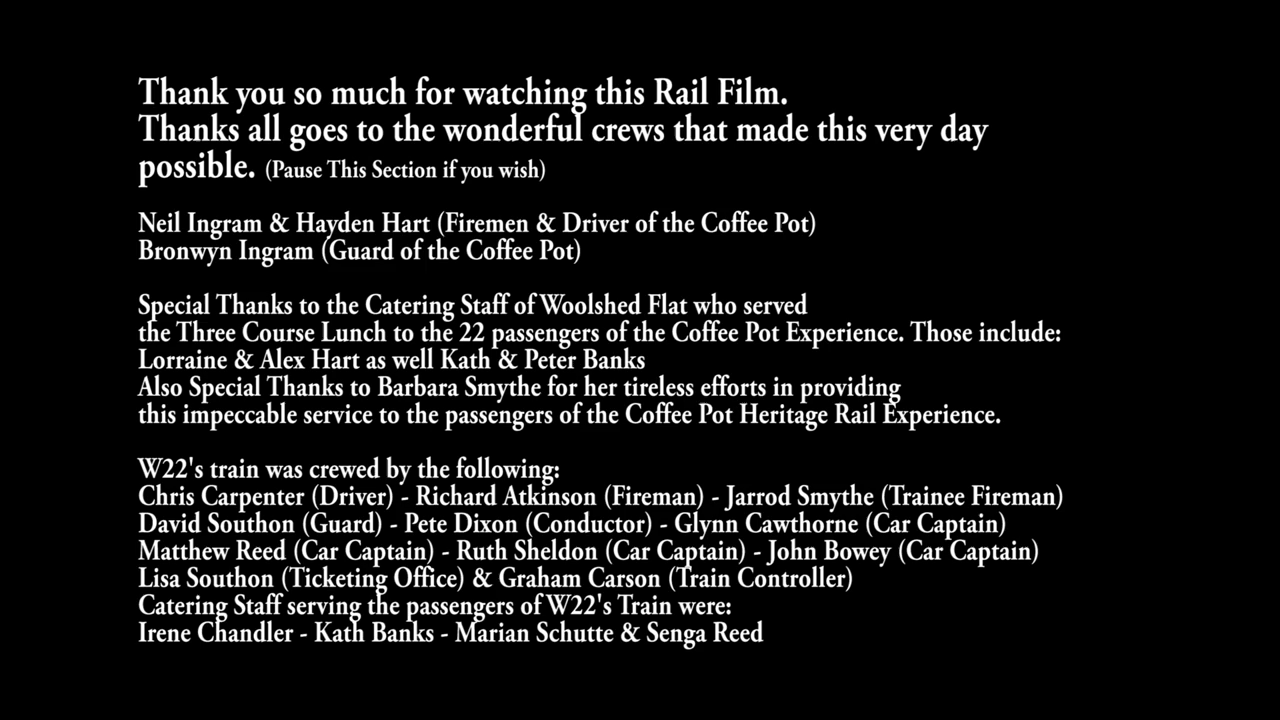 Thank you so much for watching this Rail Film.
Thanks all goes to the wonderful crews that made this very day
possible. (Pause This Section if you wish)
Neil Ingram & Hayden Hart (Firemen & Driver of the Coffee Pot)
Bronwyn Ingram (Guard of the Coffee Pot)
Special Thanks to the Catering Staff of Woolshed Flat who served
the Three Course Lunch to the 22 passengers of the Coffee Pot Experience. Those include:
Lorraine & Alex Hart as well Kath & Peter Banks
Also Special Thanks to Barbara Smythe for her tireless efforts in providing
this impeccable service to the passengers of the Coffee Pot Heritage Rail Experience.
W22's train was crewed by the following:
Chris Carpenter (Driver) - Richard Atkinson (Fireman) - Jarrod Smythe (Trainee Fireman)
David Southon (Guard) - Pete Dixon (Conductor) - Glynn Cawthorne (Car Captain)
Matthew Reed (Car Captain) - Ruth Sheldon (Car Captain) - John Bowey (Car Captain)
Lisa Southon (Ticketing Office) & Graham Carson (Train Controller)
Catering Staff serving the passengers of W22's Train were:
Irene Chandler - Kath Banks - Marian Schutte & Senga Reed